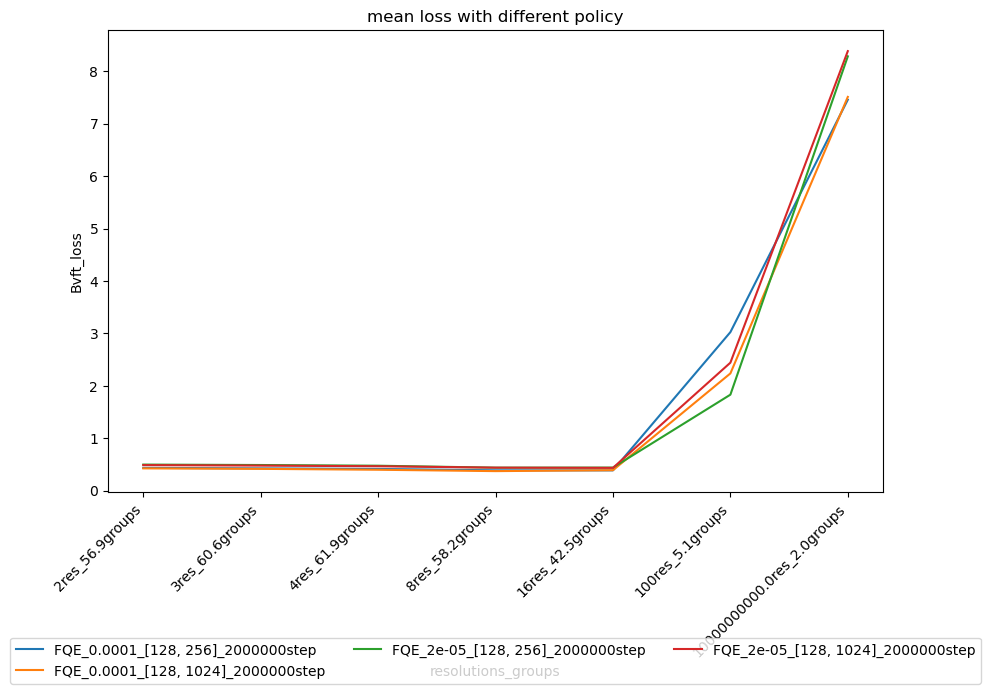 mean loss with different policy
Bvft_loss
8
7
6
5
4
3
2
1
0
2res_56.9groups
3res_60.6groups
4res_61.9groups
8res_58.2groups
16res_42.5groups
100res_5.1groups
resolutions_groups
FQE_0.0001_[128, 256]_2000000step
FQE_0.0001_[128, 1024]_2000000step
FQE_2e-05_[128, 256]_2000000step
FQE_2e-05_[128, 1024]_2000000step